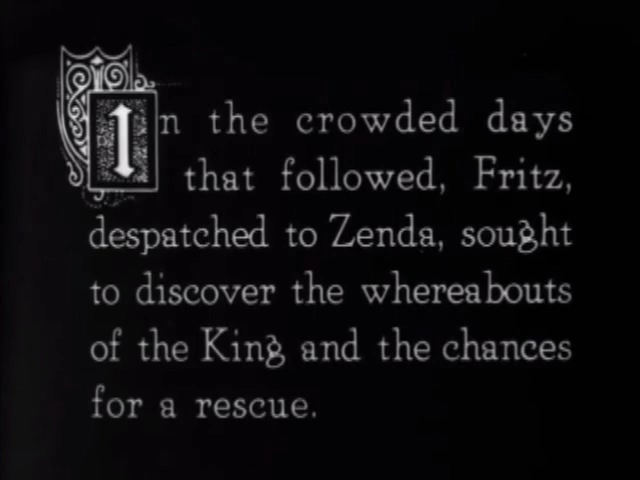 In the crowded days
that followed, Fritz,
despatched to Zenda, sought
to discover the whereabouts
of the King and the chances
for a rescue.